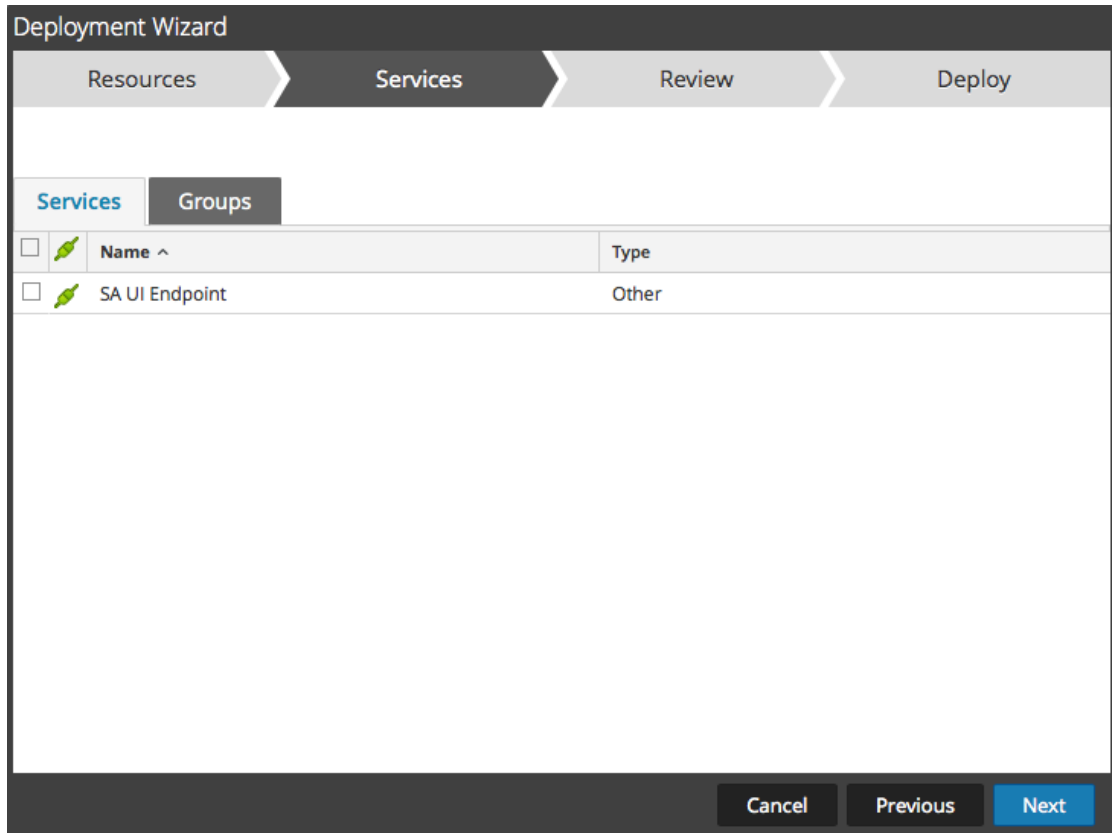 Deployment Wizard
Resources Services Review Deploy
Services Groups
Name Type
SA UI Endpoint Other
Cancel Previous Next